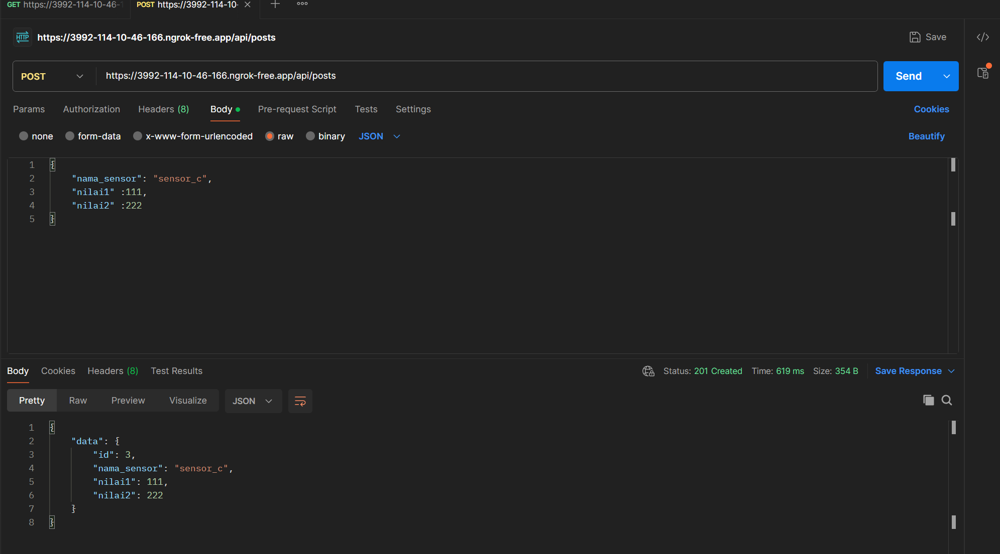 GET https://3992-114-10-46-1 POST https://3992-114-10-
HTTP https://3992-114-10-46-166.ngrok-free.app/api/posts Save
POST https://3992-114-10-46-166.ngrok-free.app/api/posts Send
Params Authorization Headers (8) Body Pre-request Script Tests Settings Cookies
none form-data x-www-form-urlencoded raw binary JSON Beautify
1 {
2 "nama_sensor": "sensor_c",
3 "nilai1" :111,
4 "nilai2" :222
5 }
Body Cookies Headers (8) Test Results Status: 201 Created Time: 619 ms Size: 354 B Save Response
Pretty Raw Preview Visualize JSON
1 {
2 "data": {
3 "id": 3,
4 "nama_sensor": "sensor_c",
5 "nilai1": 111,
6 "nilai2": 222
7 }
8 }